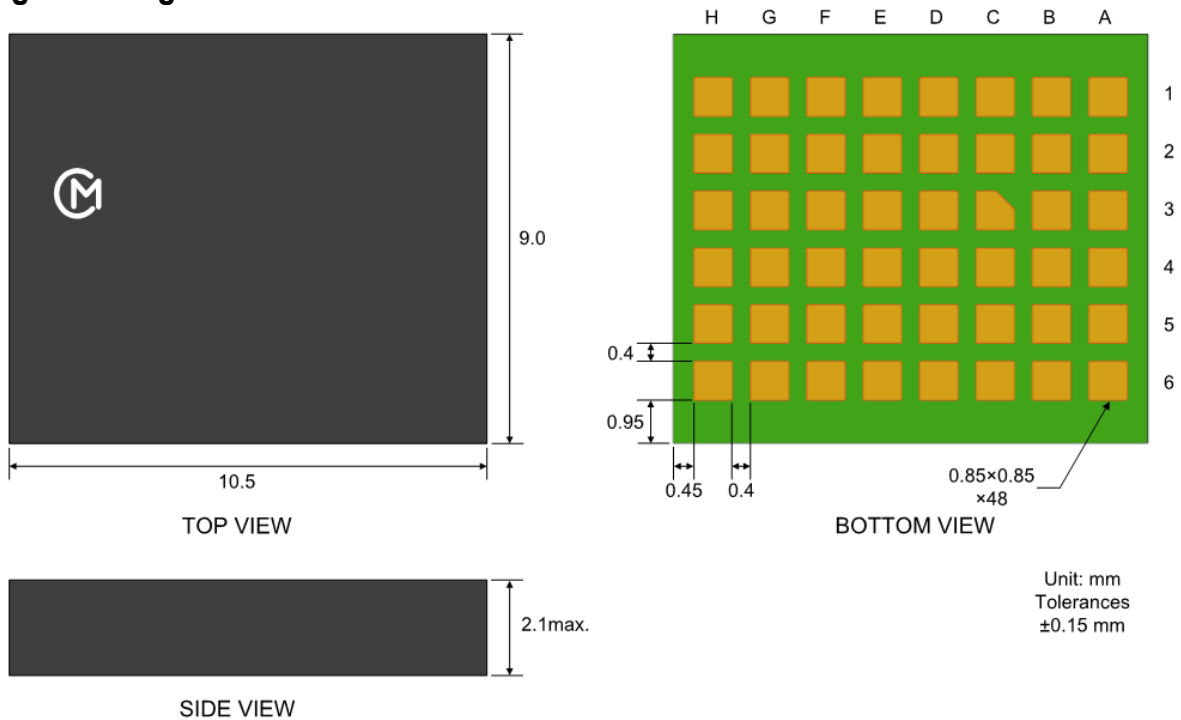 H G F E D C B A
1
2
3
4
5
6
9.0
10.5
TOP VIEW
0.4
0.95
0.45
0.4
0.85×0.85
×48
BOTTOM VIEW
Unit: mm
Tolerances
±0.15 mm
2.1max.
SIDE VIEW